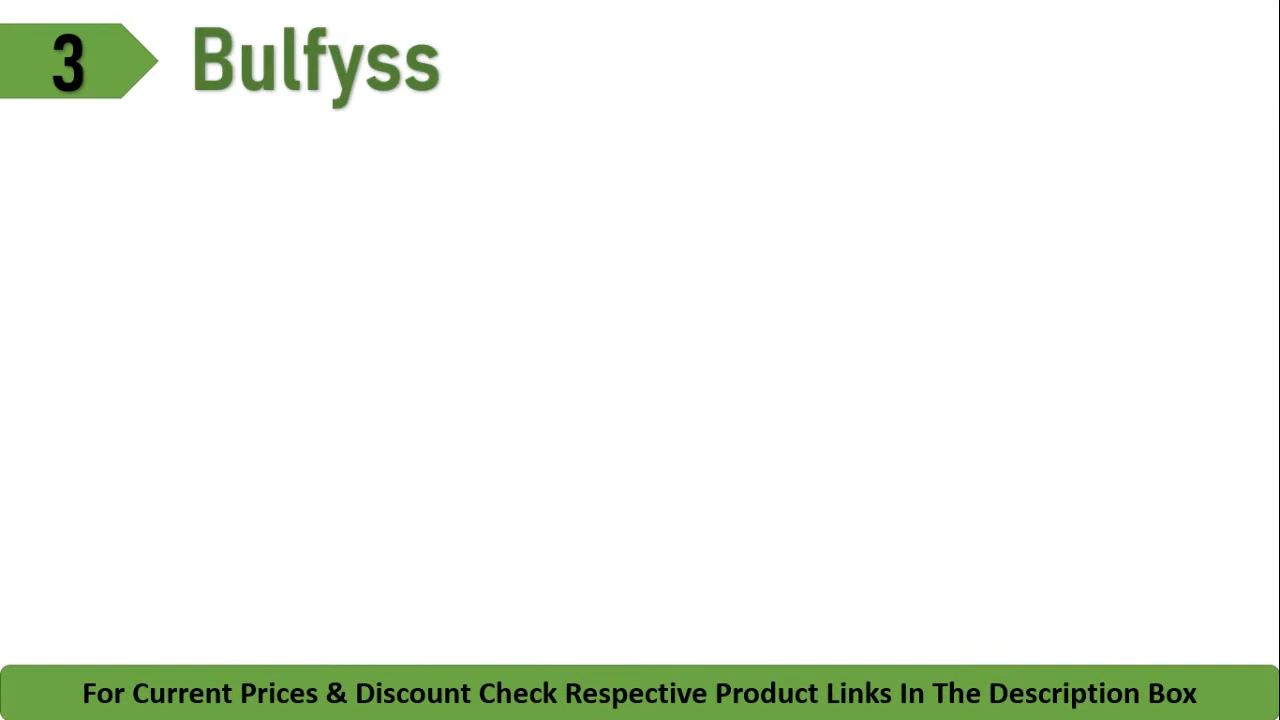 3 Bulfyss
For Current Prices & Discount Check Respective Product Links In The Description Box